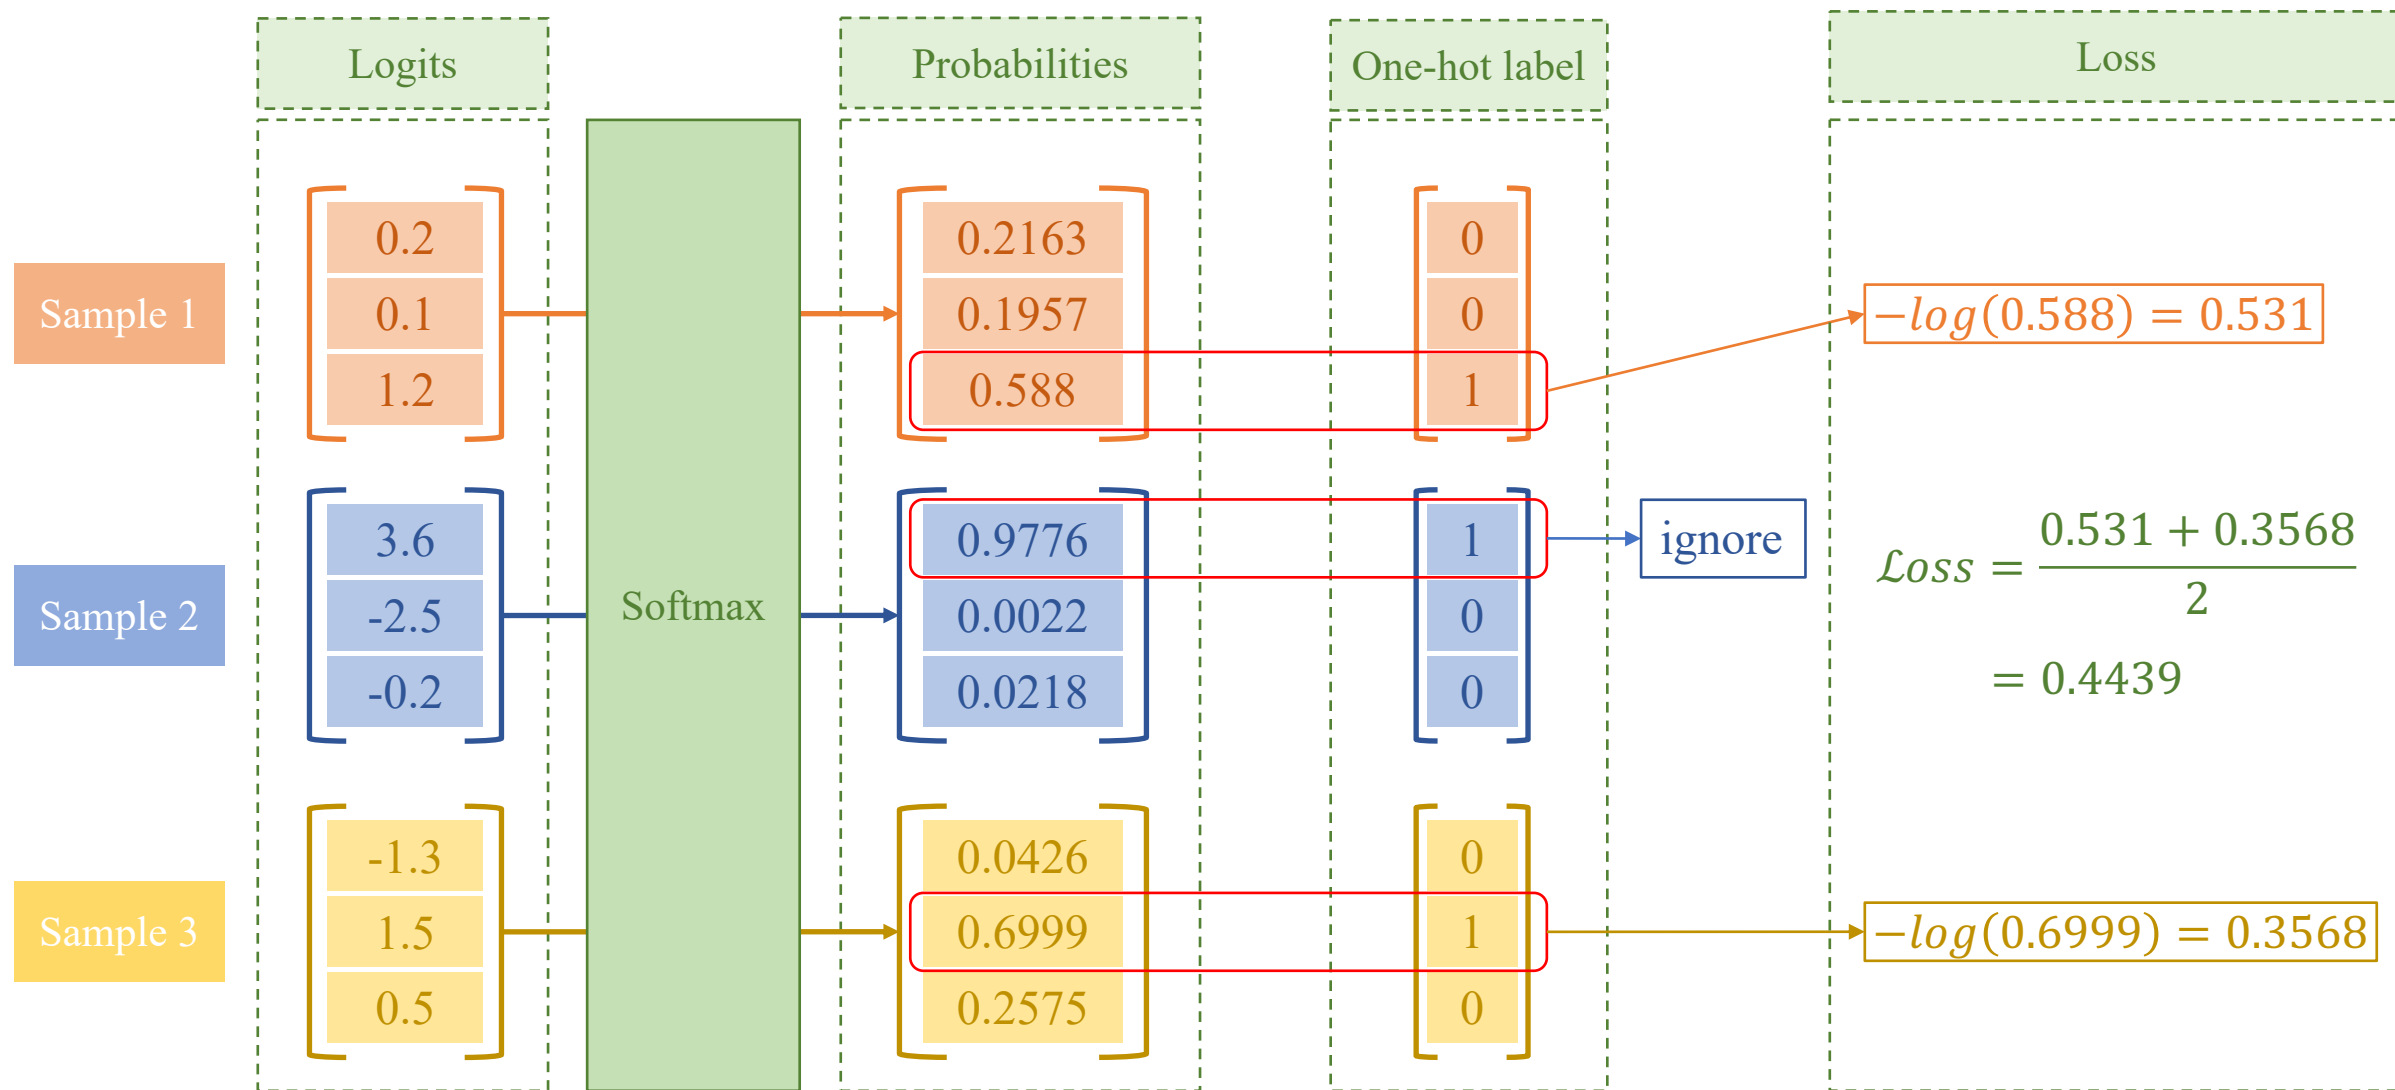 Logits
Probabilities
One-hot label
Loss
Sample 1
0.2
0.1
1.2
0.2163
0.1957
0.588
0
0
1
−log(0.588) = 0.531
Sample 2
3.6
-2.5
-0.2
Softmax
0.9776
0.0022
0.0218
1
0
0
ignore
ℒoss = (0.531 + 0.3568) / 2
= 0.4439
Sample 3
-1.3
1.5
0.5
0.0426
0.6999
0.2575
0
1
0
−log(0.6999) = 0.3568